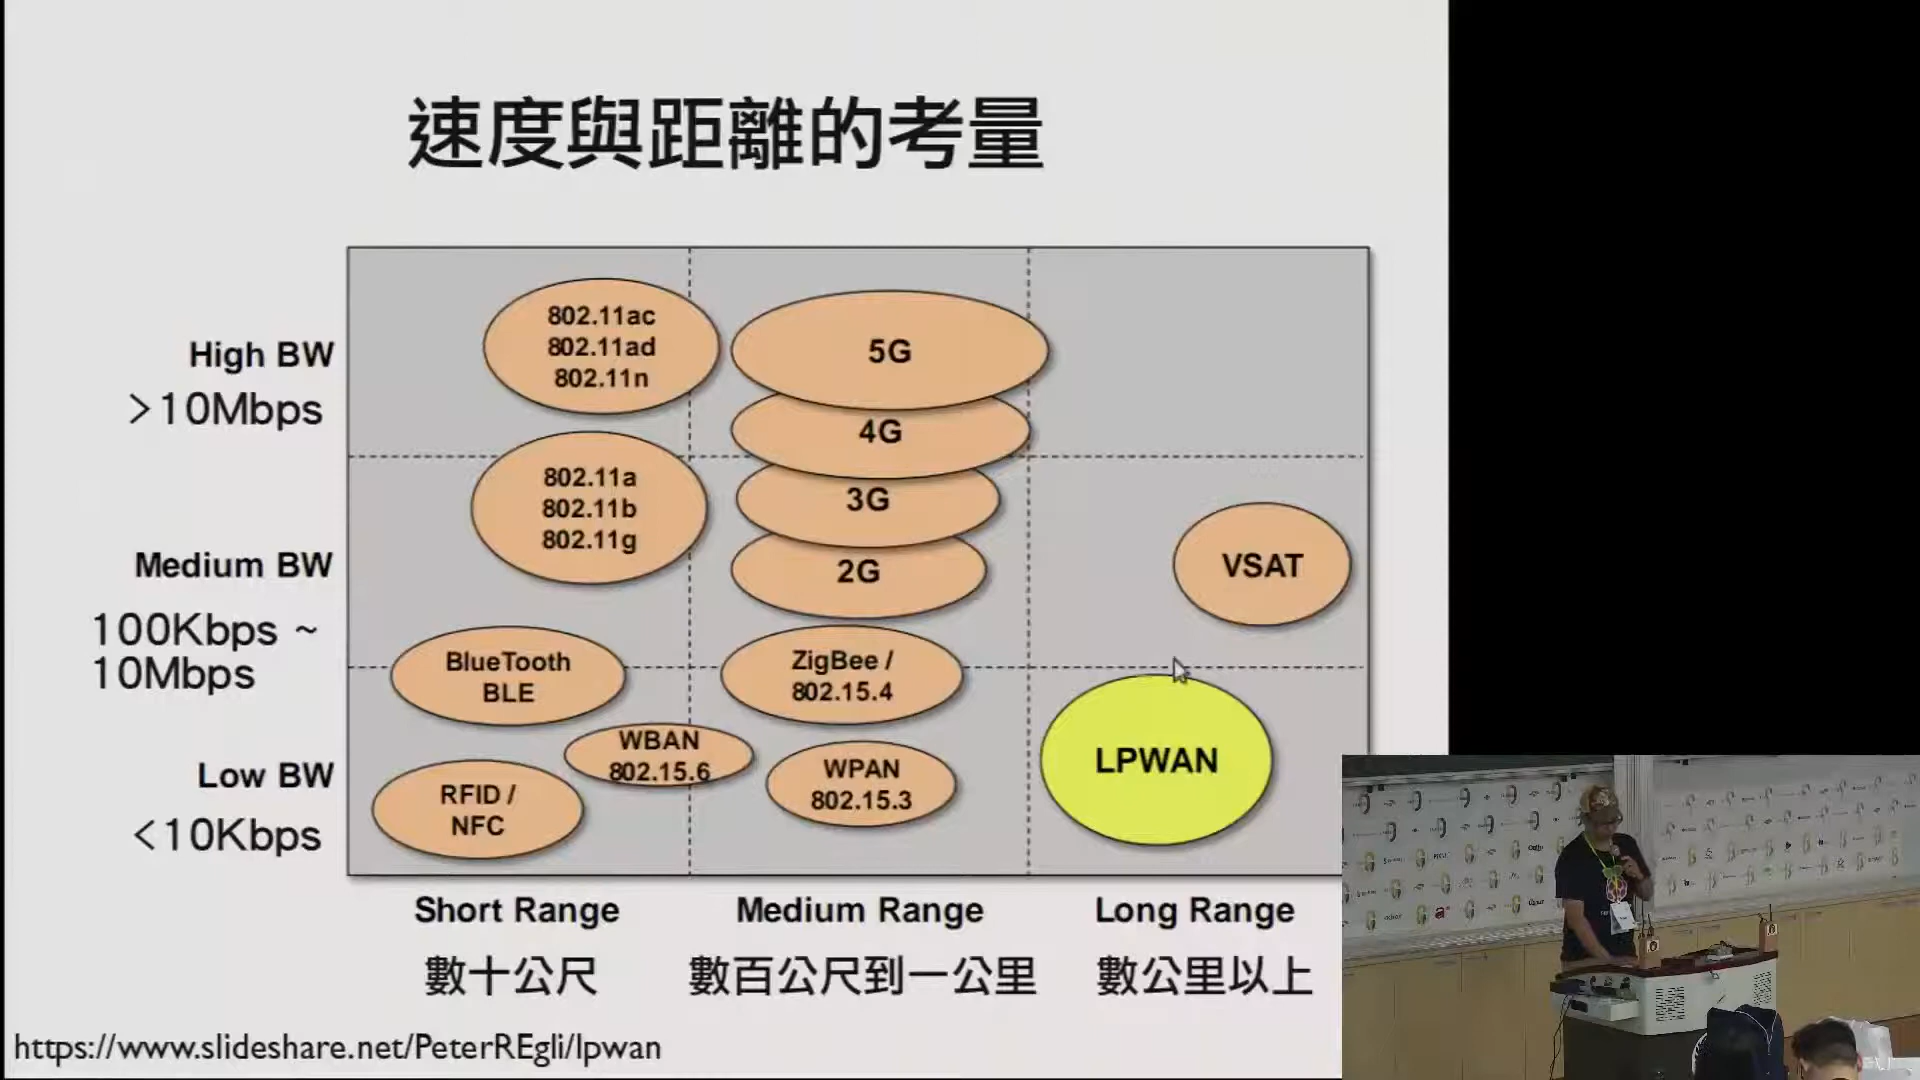 速度與距離的考量
High BW
>10Mbps
Medium BW
100Kbps ~
10Mbps
Low BW
<10Kbps
802.11ac
802.11ad
802.11n
5G
4G
802.11a
802.11b
802.11g
3G
2G
VSAT
BlueTooth
BLE
ZigBee /
802.15.4
WBAN
802.15.6
WPAN
802.15.3
RFID /
NFC
LPWAN
Short Range
Medium Range
Long Range
數十公尺
數百公尺到一公里
數公里以上
https://www.slideshare.net/PeterREgli/lpwan